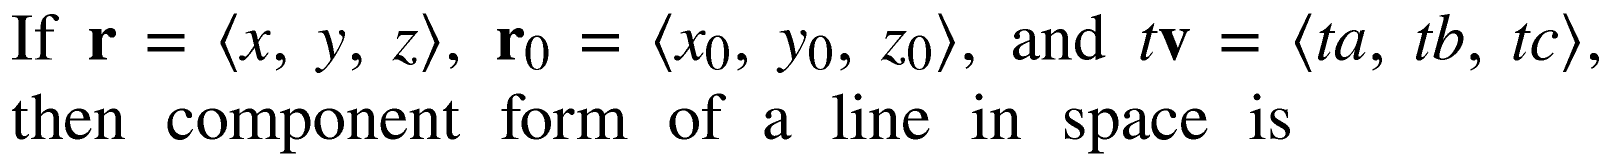 If r = ⟨x, y, z⟩, r₀ = ⟨x₀, y₀, z₀⟩, and tv = ⟨ta, tb, tc⟩,
then component form of a line in space is